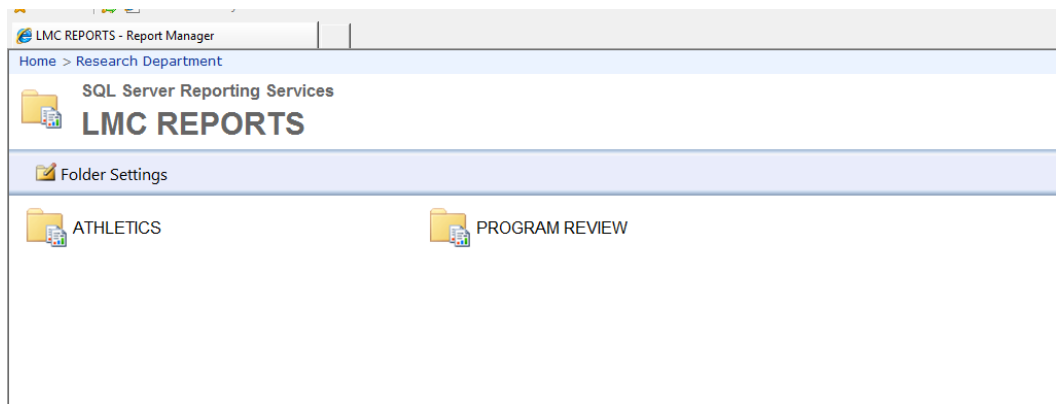 LMC REPORTS - Report Manager
Home > Research Department
SQL Server Reporting Services
LMC REPORTS
Folder Settings
ATHLETICS
PROGRAM REVIEW